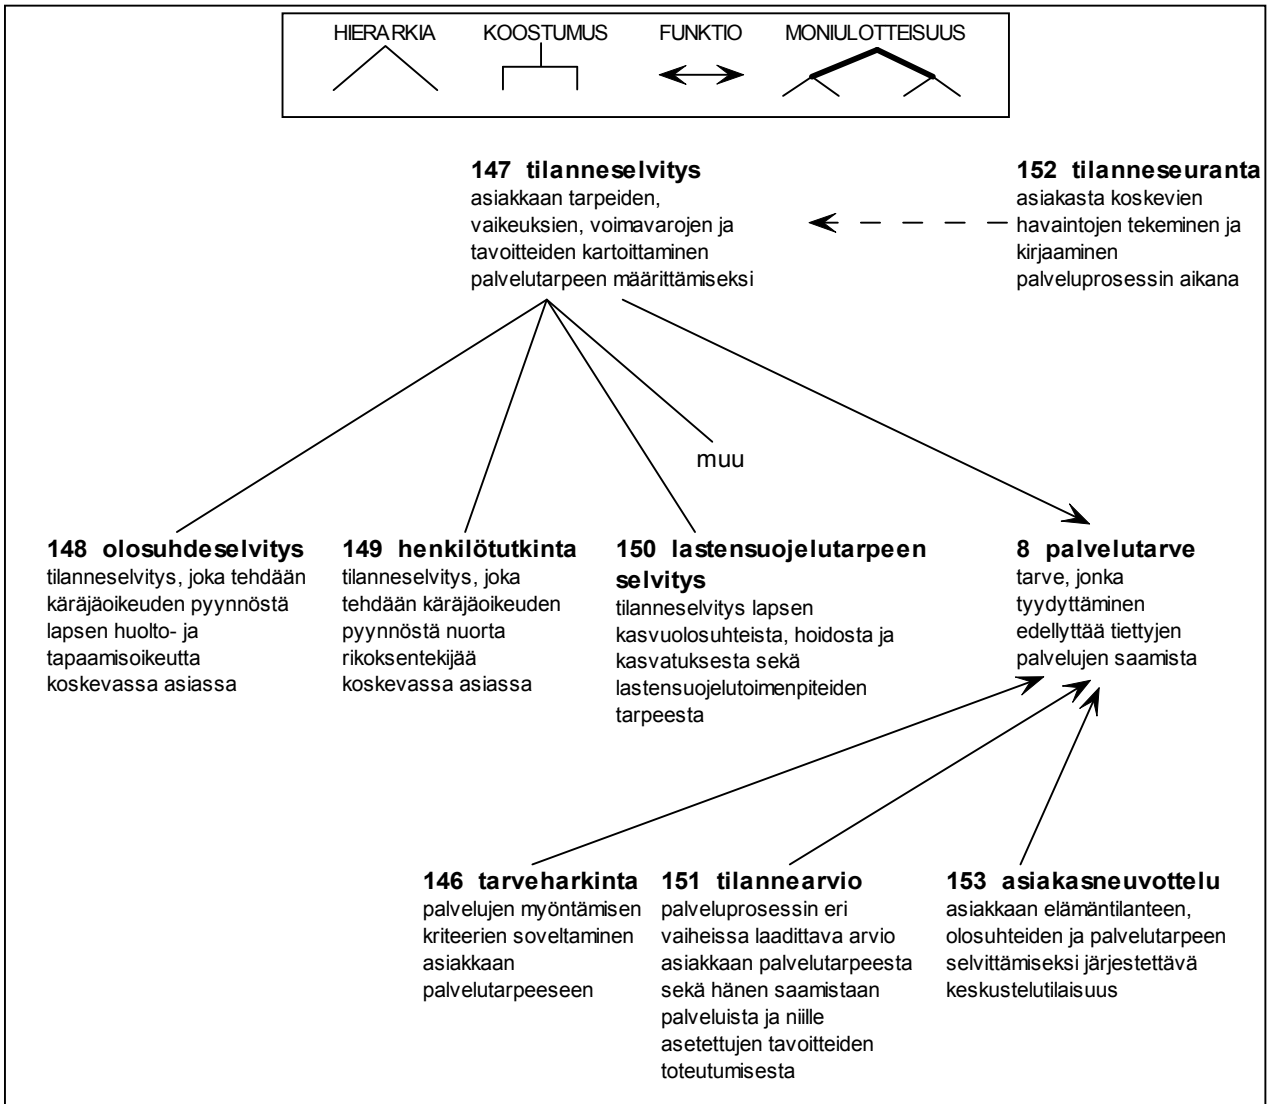 HIERARKIA KOOSTUMUS FUNKTIO MONIULOTTEISUUS
147 tilanneselvitys
asiakkaan tarpeiden,
vaikeuksien, voimavarojen ja
tavoitteiden kartoittaminen
palvelutarpeen määrittämiseksi
152 tilanneseuranta
asiakasta koskevien
havaintojen tekeminen ja
kirjaaminen
palveluprosessin aikana
muu
148 olosuhdeselvitys
tilanneselvitys, joka tehdään
käräjäoikeuden pyynnöstä
lapsen huolto- ja
tapaamisoikeutta
koskevassa asiassa
149 henkilötutkinta
tilanneselvitys, joka
tehdään käräjäoikeuden
pyynnöstä nuorta
rikoksentekijää
koskevassa asiassa
150 lastensuojelutarpeen
selvitys
tilanneselvitys lapsen
kasvuolosuhteista, hoidosta ja
kasvatuksesta sekä
lastensuojelutoimenpiteiden
tarpeesta
8 palvelutarve
tarve, jonka
tyydyttäminen
edellyttää tiettyjen
palvelujen saamista
146 tarveharkinta
palvelujen myöntämisen
kriteerien soveltaminen
asiakkaan
palvelutarpeeseen
151 tilannearvio
palveluprosessin eri
vaiheissa laadittava arvio
asiakkaan palvelutarpeesta
sekä hänen saamistaan
palveluista ja niille
asetettujen tavoitteiden
toteutumisesta
153 asiakasneuvottelu
asiakkaan elämäntilanteen,
olosuhteiden ja palvelutarpeen
selvittämiseksi järjestettävä
keskustelutilaisuus